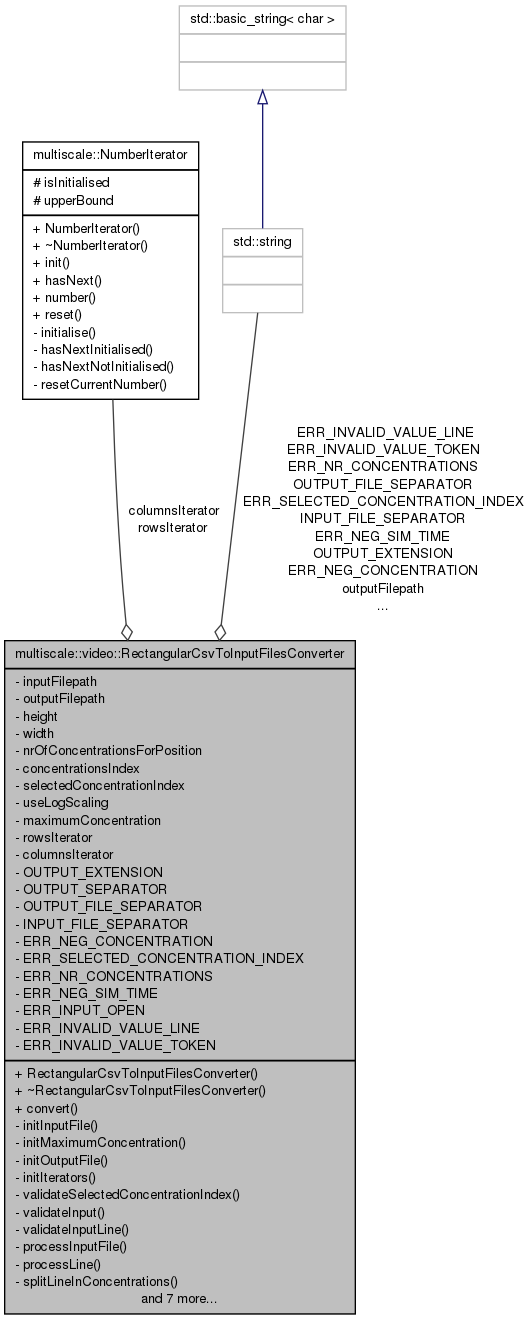 std::basic_string< char >
multiscale::NumberIterator
# isInitialised
# upperBound
+ NumberIterator()
+ ~NumberIterator()
+ init()
+ hasNext()
+ number()
+ reset()
- initialise()
- hasNextInitialised()
- hasNextNotInitialised()
- resetCurrentNumber()
std::string
columnsIterator
rowsIterator
ERR_INVALID_VALUE_LINE
ERR_INVALID_VALUE_TOKEN
ERR_NR_CONCENTRATIONS
OUTPUT_FILE_SEPARATOR
ERR_SELECTED_CONCENTRATION_INDEX
INPUT_FILE_SEPARATOR
ERR_NEG_SIM_TIME
OUTPUT_EXTENSION
ERR_NEG_CONCENTRATION
outputFilepath
...
multiscale::video::RectangularCsvToInputFilesConverter
- inputFilepath
- outputFilepath
- height
- width
- nrOfConcentrationsForPosition
- concentrationsIndex
- selectedConcentrationIndex
- useLogScaling
- maximumConcentration
- rowsIterator
- columnsIterator
- OUTPUT_EXTENSION
- OUTPUT_SEPARATOR
- OUTPUT_FILE_SEPARATOR
- INPUT_FILE_SEPARATOR
- ERR_NEG_CONCENTRATION
- ERR_SELECTED_CONCENTRATION_INDEX
- ERR_NR_CONCENTRATIONS
- ERR_NEG_SIM_TIME
- ERR_INPUT_OPEN
- ERR_INVALID_VALUE_LINE
- ERR_INVALID_VALUE_TOKEN
+ RectangularCsvToInputFilesConverter()
+ ~RectangularCsvToInputFilesConverter()
+ convert()
- initInputFile()
- initMaximumConcentration()
- initOutputFile()
- initIterators()
- validateSelectedConcentrationIndex()
- validateInput()
- validateInputLine()
- processInputFile()
- processLine()
- splitLineInConcentrations()
and 7 more...